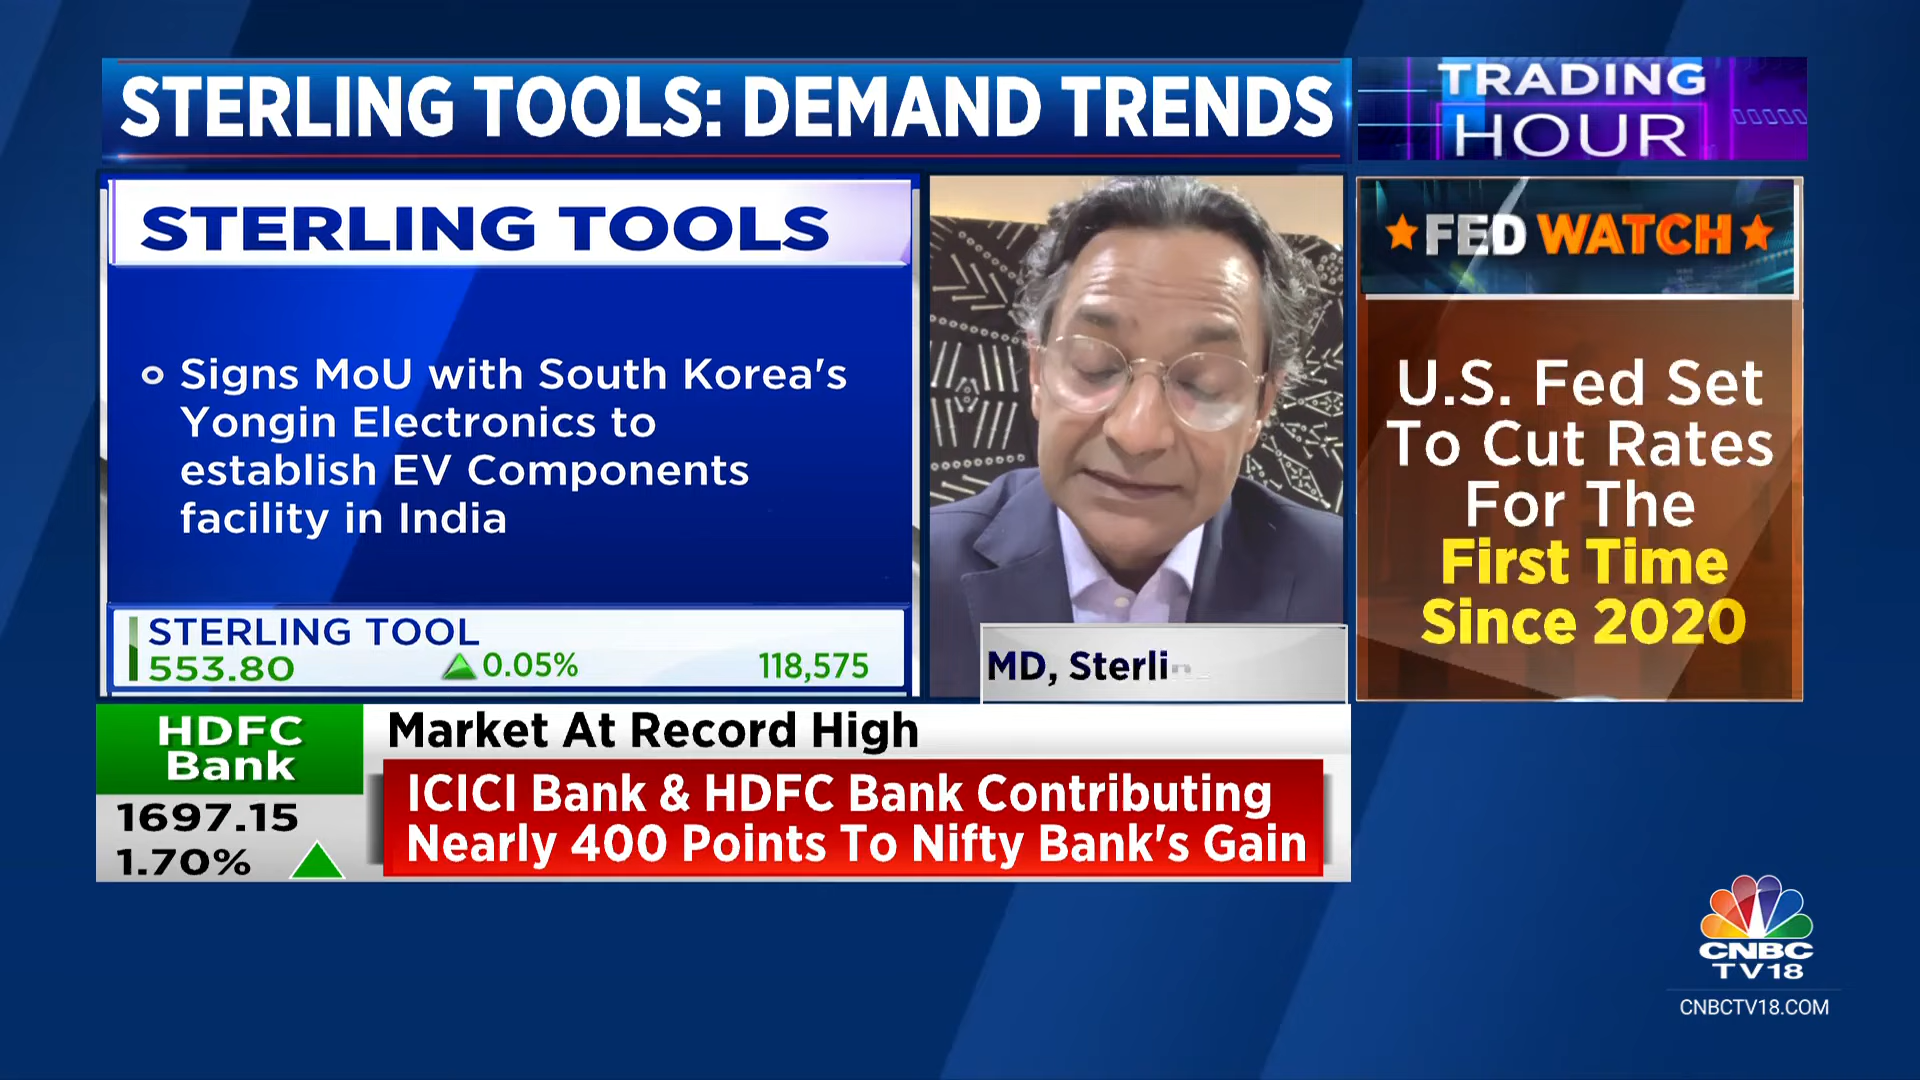 STERLING TOOLS: DEMAND TRENDS
TRADING
HOUR
STERLING TOOLS
Signs MoU with South Korea's
Yongin Electronics to
establish EV Components
facility in India
STERLING TOOL
553.80 0.05% 118,575
MD, Sterlin
FED WATCH
U.S. Fed Set
To Cut Rates
For The
First Time
Since 2020
HDFC
Bank
1697.15
1.70%
Market At Record High
ICICI Bank & HDFC Bank Contributing
Nearly 400 Points To Nifty Bank's Gain
CNBC
TV18
CNBCTV18.COM